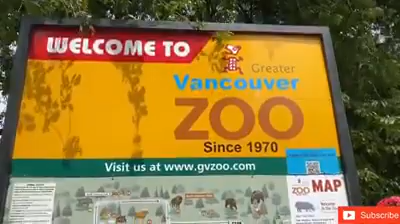 WELCOME TO
Greater
Vancouver
ZOO
Since 1970
Visit us at www.gvzoo.com
ZOO MAP
Subscribe